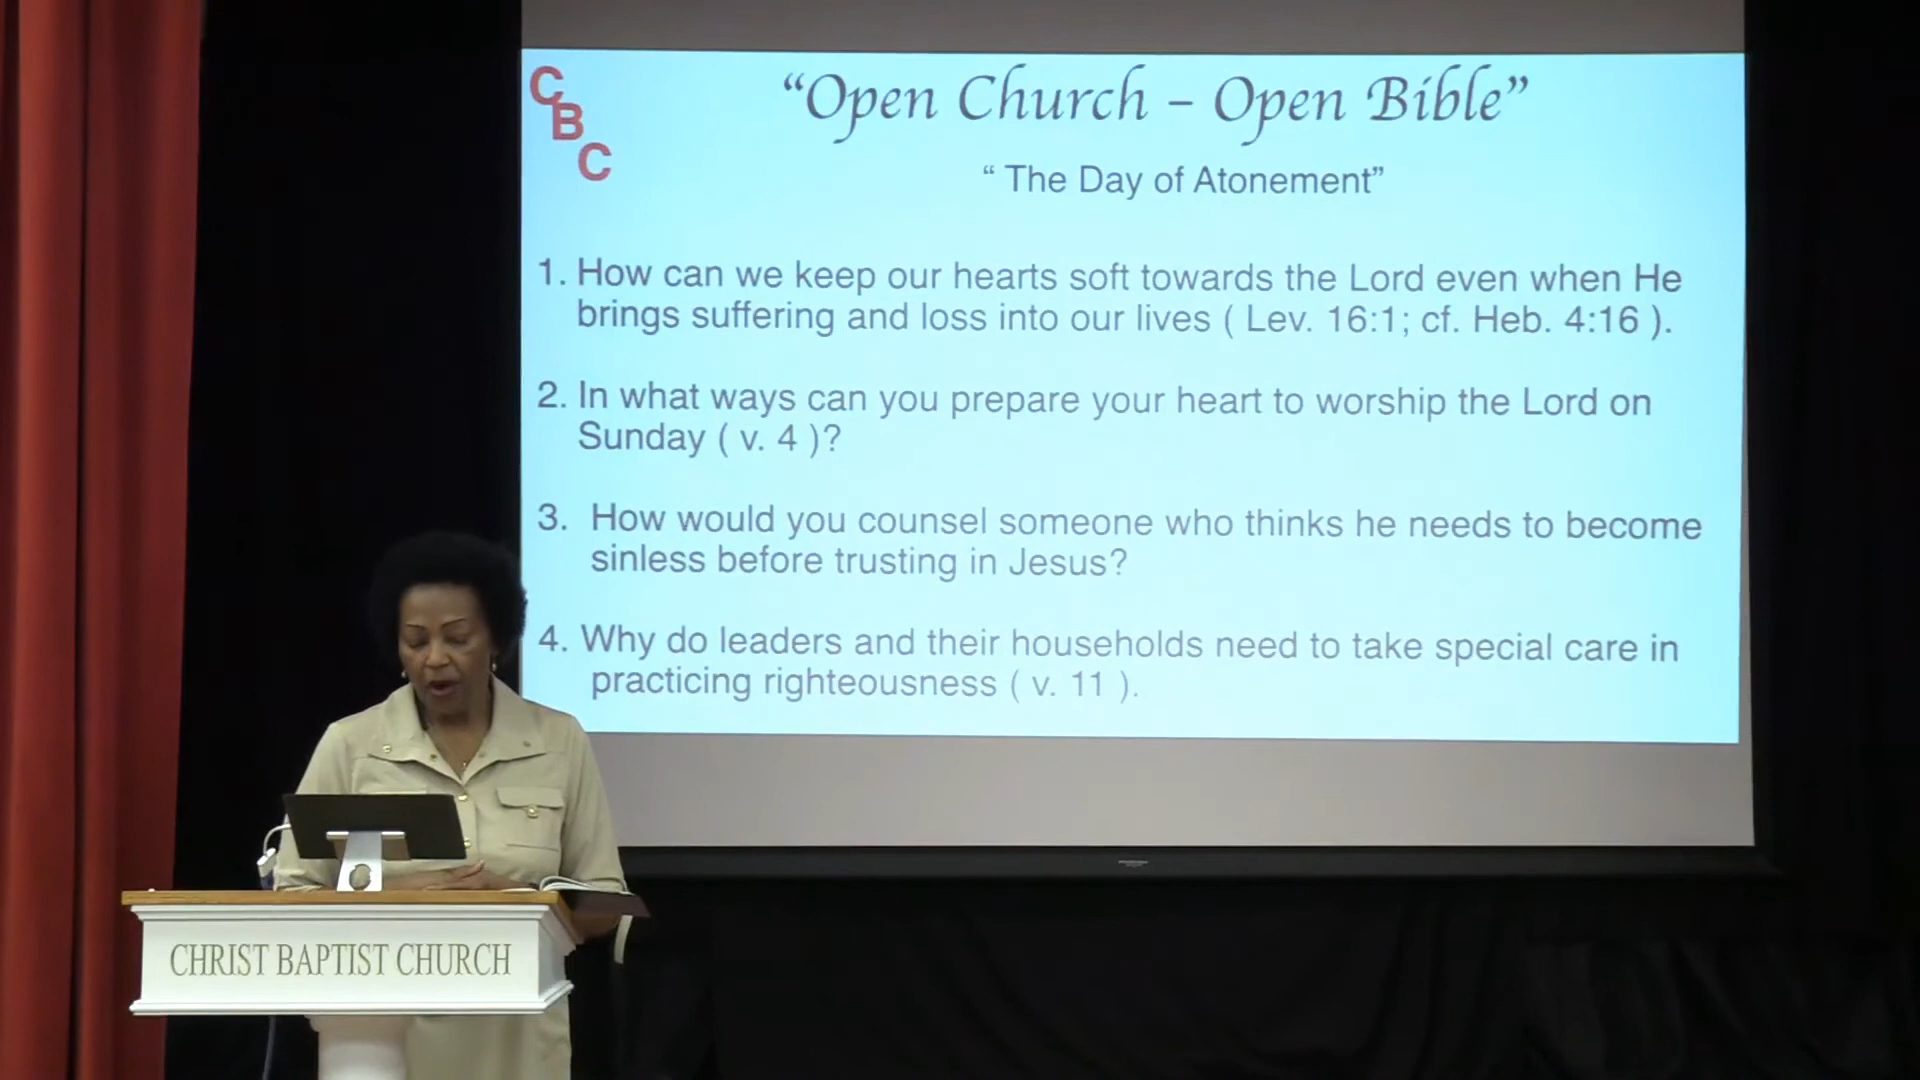 C
B
C
“Open Church – Open Bible”
“ The Day of Atonement”
1. How can we keep our hearts soft towards the Lord even when He
brings suffering and loss into our lives ( Lev. 16:1; cf. Heb. 4:16 ).
2. In what ways can you prepare your heart to worship the Lord on
Sunday ( v. 4 )?
3. How would you counsel someone who thinks he needs to become
sinless before trusting in Jesus?
4. Why do leaders and their households need to take special care in
practicing righteousness ( v. 11 ).
CHRIST BAPTIST CHURCH